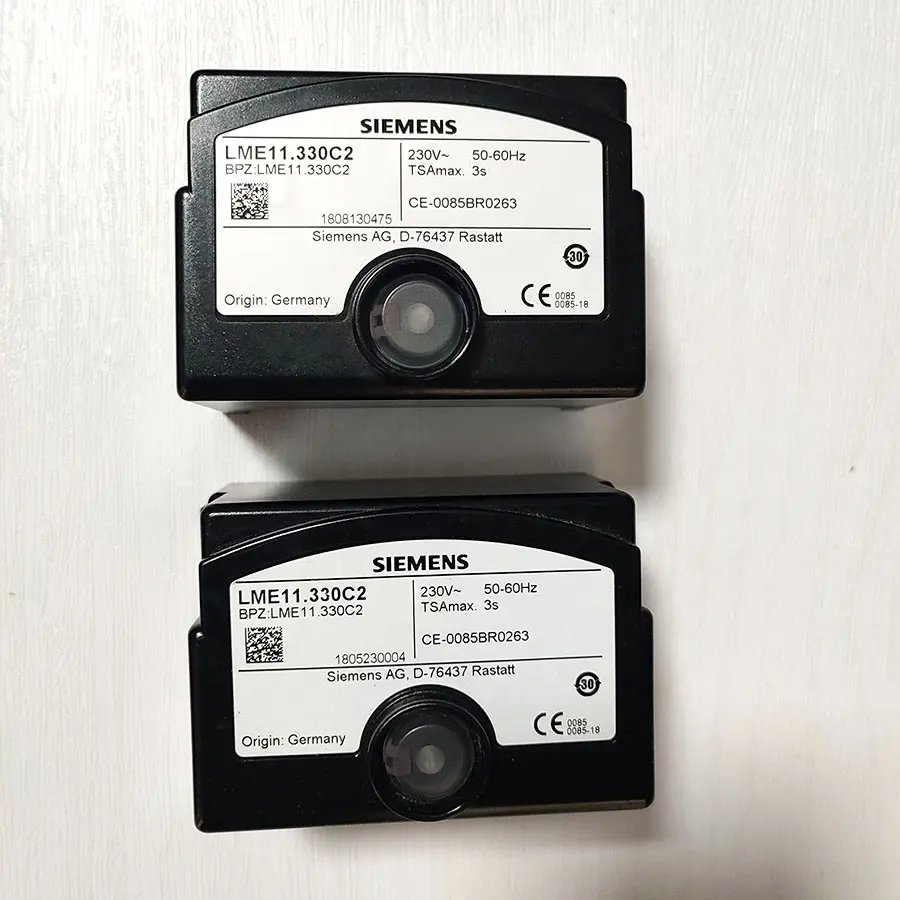 SIEMENS
LME11.330C2
BPZ:LME11.330C2
1808130475
230V~ 50-60Hz
TSAmax. 3s
CE-0085BR0263
Siemens AG, D-76437 Rastatt
30
Origin: Germany
CE 0085
0085-18
SIEMENS
LME11.330C2
BPZ:LME11.330C2
1805230004
230V~ 50-60Hz
TSAmax. 3s
CE-0085BR0263
Siemens AG, D-76437 Rastatt
30
Origin: Germany
CE 0085
0085-18